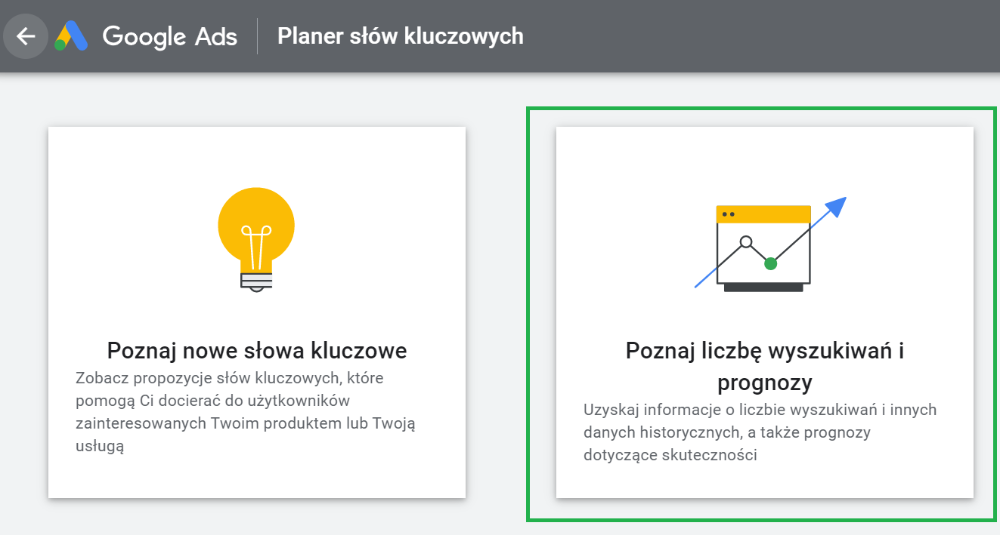 Google Ads
Planer słów kluczowych
Poznaj nowe słowa kluczowe
Zobacz propozycje słów kluczowych, które
pomogą Ci docierać do użytkowników
zainteresowanych Twoim produktem lub Twoją
usługą
Poznaj liczbę wyszukiwań i
prognozy
Uzyskaj informacje o liczbie wyszukiwań i innych
danych historycznych, a także prognozy
dotyczące skuteczności